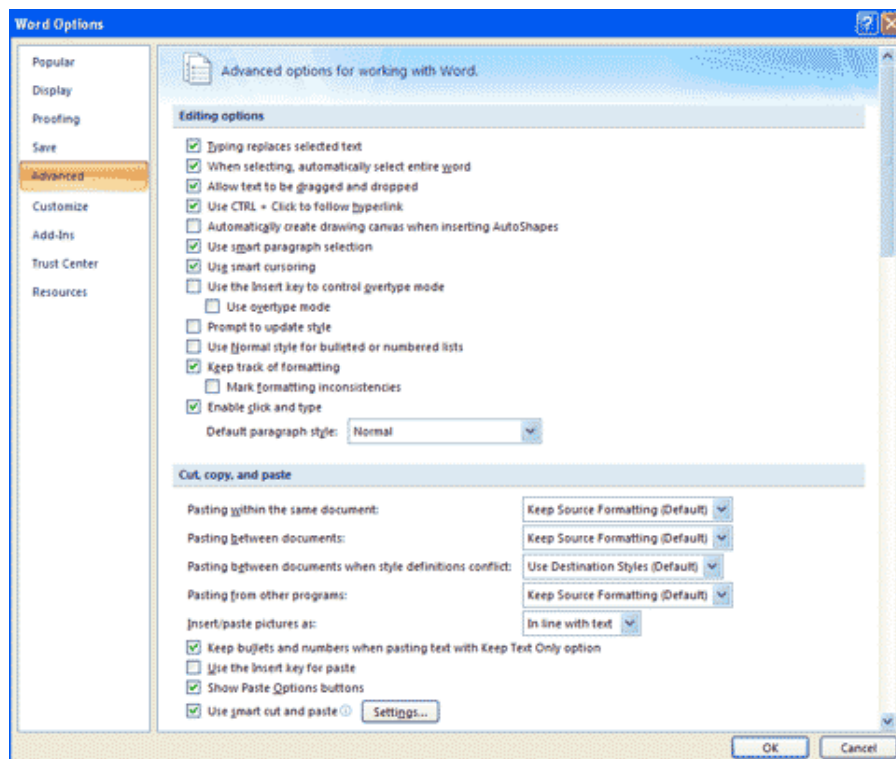 Word Options
Popular
Display
Proofing
Save
Advanced
Customize
Add-Ins
Trust Center
Resources
Advanced options for working with Word.
Editing options
Typing replaces selected text
When selecting, automatically select entire word
Allow text to be dragged and dropped
Use CTRL + Click to follow hyperlink
Automatically create drawing canvas when inserting AutoShapes
Use smart paragraph selection
Use smart cursoring
Use the Insert key to control overtype mode
Use overtype mode
Prompt to update style
Use Normal style for bulleted or numbered lists
Keep track of formatting
Mark formatting inconsistencies
Enable click and type
Default paragraph style: Normal
Cut, copy, and paste
Pasting within the same document: Keep Source Formatting (Default)
Pasting between documents: Keep Source Formatting (Default)
Pasting between documents when style definitions conflict: Use Destination Styles (Default)
Pasting from other programs: Keep Source Formatting (Default)
Insert/paste pictures as: In line with text
Keep bullets and numbers when pasting text with Keep Text Only option
Use the Insert key for paste
Show Paste Options buttons
Use smart cut and paste Settings...
OK Cancel